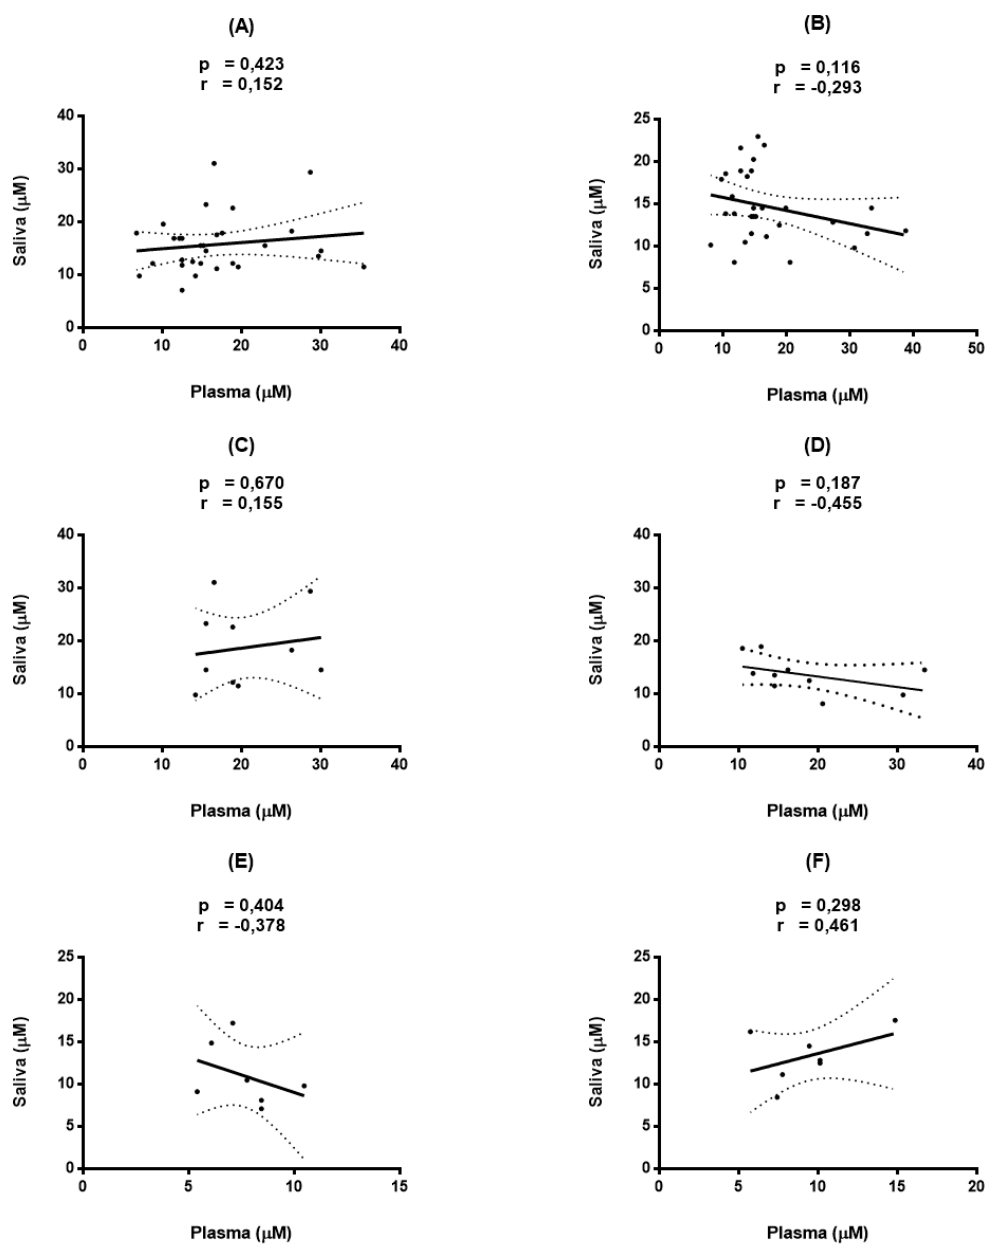 (A)
p = 0,423
r = 0,152
40
30
20
10
0
Saliva (µM)
0 10 20 30 40
Plasma (µM)
(B)
p = 0,116
r = -0,293
25
20
15
10
5
0
Saliva (µM)
0 10 20 30 40 50
Plasma (µM)
(C)
p = 0,670
r = 0,155
40
30
20
10
0
Saliva (µM)
0 10 20 30 40
Plasma (µM)
(D)
p = 0,187
r = -0,455
40
30
20
10
0
Saliva (µM)
0 10 20 30 40
Plasma (µM)
(E)
p = 0,404
r = -0,378
25
20
15
10
5
0
Saliva (µM)
0 5 10 15
Plasma (µM)
(F)
p = 0,298
r = 0,461
25
20
15
10
5
0
Saliva (µM)
0 5 10 15 20
Plasma (µM)